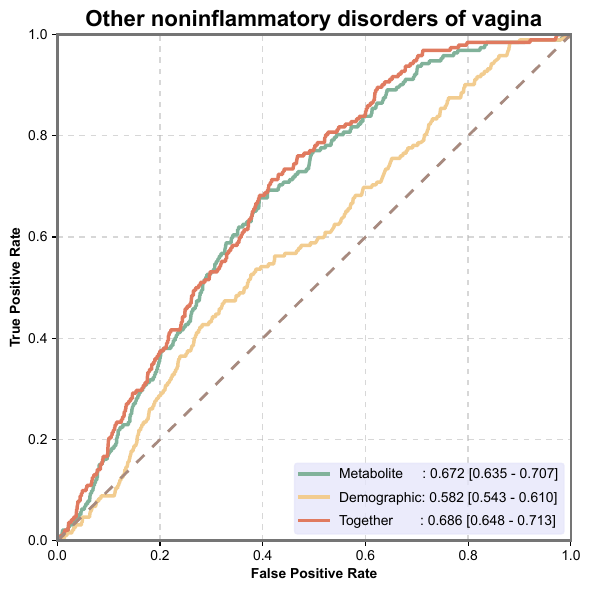 Other noninflammatory disorders of vagina
True Positive Rate
1.0
0.8
0.6
0.4
0.2
0.0
Metabolite : 0.672 [0.635 - 0.707]
Demographic: 0.582 [0.543 - 0.610]
Together : 0.686 [0.648 - 0.713]
0.0 0.2 0.4 0.6 0.8 1.0
False Positive Rate